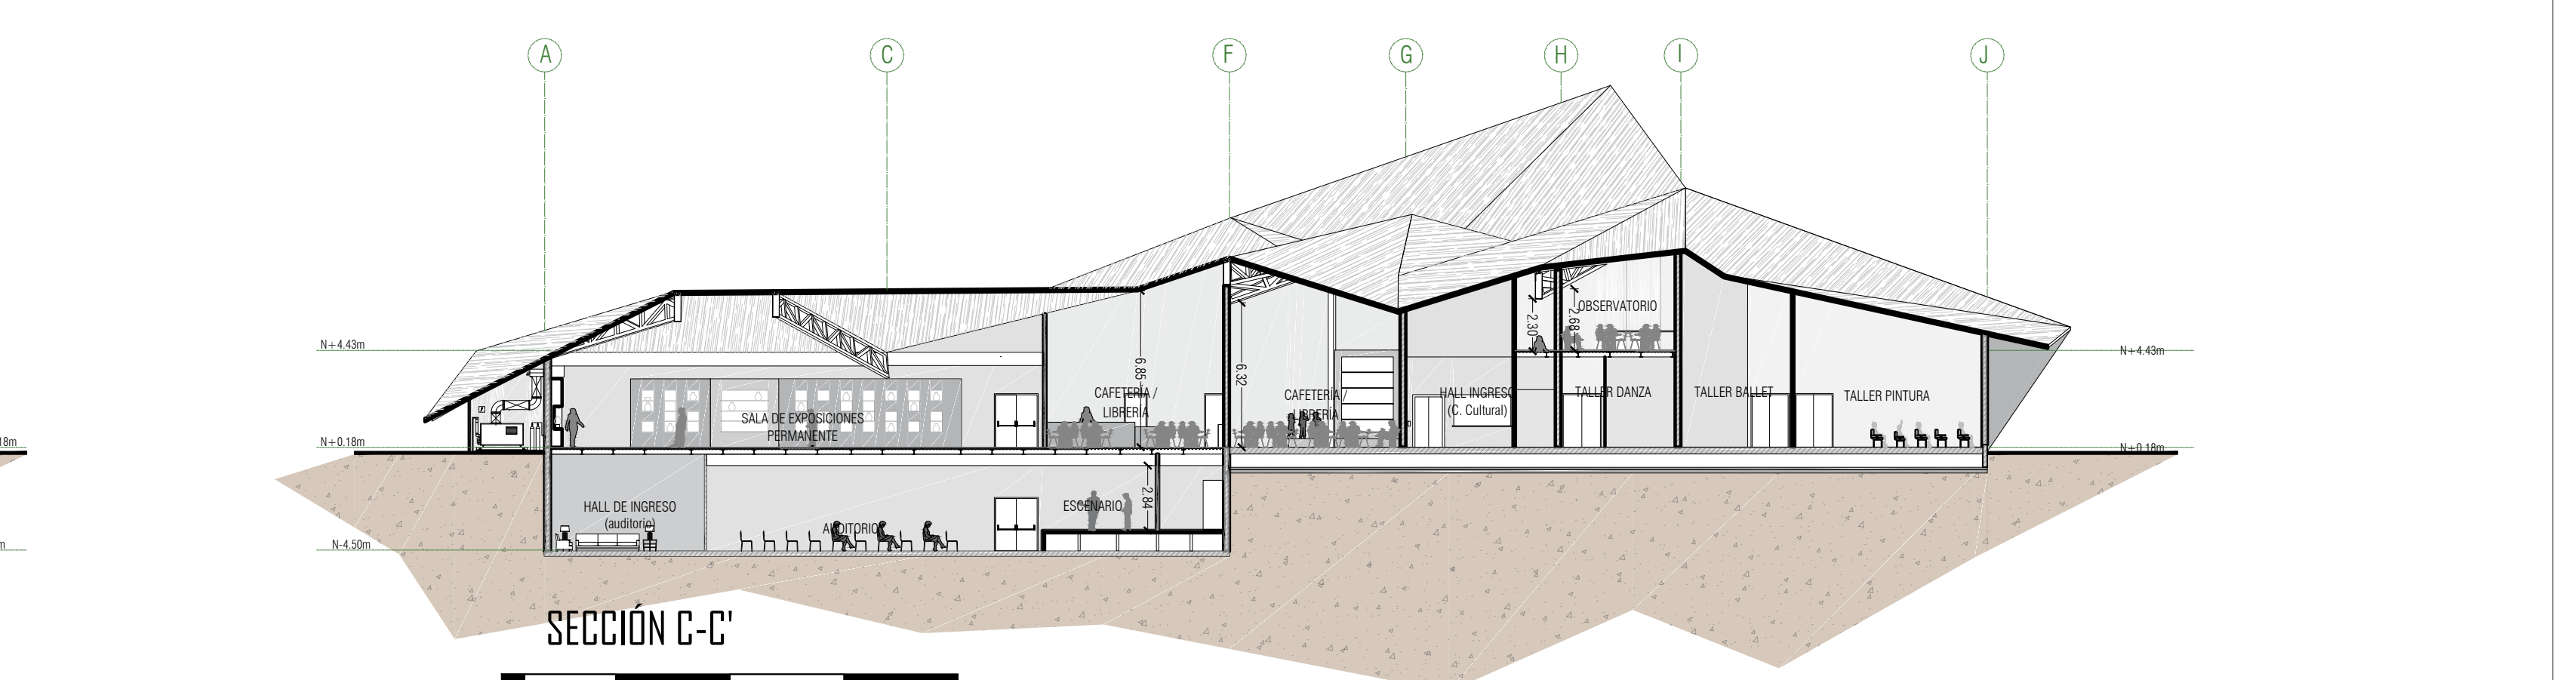 A
C
F
G
H
I
J
OBSERVATORIO
2.30
2.68
N+4.43m
N+4.43m
6.85
6.32
CAFETERÍA /
LIBRERÍA
CAFETERÍA /
LIBRERÍA
HALL INGRESO
(C. Cultural)
TALLER DANZA
TALLER BALLET
TALLER PINTURA
SALA DE EXPOSICIONES
PERMANENTE
18m
N+0.18m
N+0.18m
HALL DE INGRESO
(auditorio)
AUDITORIO
ESCENARIO
2.84
m
N-4.50m
SECCIÓN C-C'